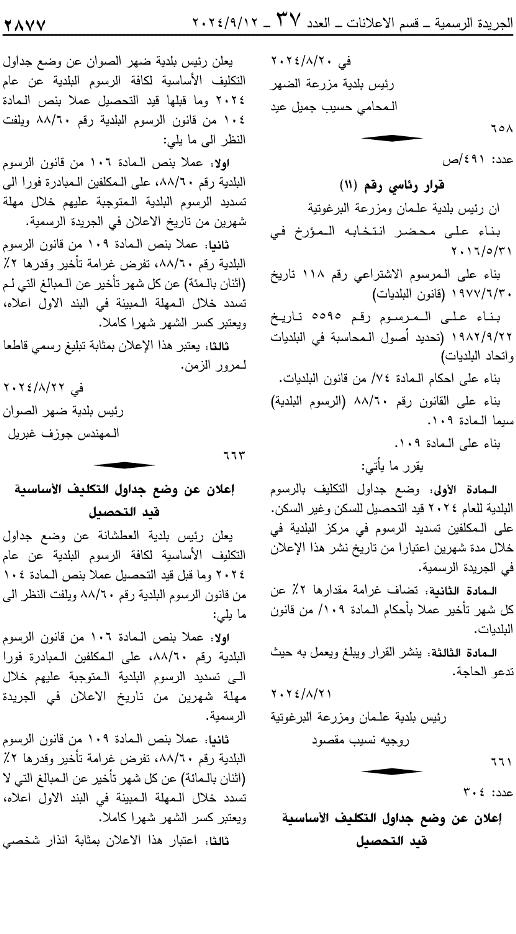 الجريدة الرسمية ـ قسم الاعلانات ـ العدد ٣٧ ـ ٢٠٢٤/٩/١٢
٢٨٧٧
في ٢٠٢٤/٨/٢٠
رئيس بلدية مزرعة الضهر
المحامي حسيب جميل عيد
٦٥٨
عدد: ٤٩١/ص
قرار رئاسي رقم (١١)
ان رئيس بلدية علمان ومزرعة البرغوتية
بناء على محضر انتخابه المؤرخ في
٢٠١٦/٥/٣١
بناء على المرسوم الاشتراعي رقم ١١٨ تاريخ
١٩٧٧/٦/٣٠ (قانون البلديات)
بناء على المرسوم رقم ٥٥٩٥ تاريخ
١٩٨٢/٩/٢٢ (تحديد أصول المحاسبة في البلديات
واتحاد البلديات)
بناء على احكام المادة ٧٤/ من قانون البلديات.
بناء على القانون رقم ٨٨/٦٠ (الرسوم البلدية)
سيما المادة ١٠٩.
بناء على المادة ١٠٩.
يقرر ما يأتي:
المادة الأولى: وضع جداول التكليف بالرسوم
البلدية للعام ٢٠٢٤ قيد التحصيل للسكن وغير السكن.
على المكلفين تسديد الرسوم في مركز البلدية في
خلال مدة شهرين اعتبارا من تاريخ نشر هذا الإعلان
في الجريدة الرسمية.
المادة الثانية: تضاف غرامة مقدارها ٢٪ عن
كل شهر تأخير عملا بأحكام المادة ١٠٩/ من قانون
البلديات.
المادة الثالثة: ينشر القرار ويبلغ ويعمل به حيث
تدعو الحاجة.
٢٠٢٤/٨/٢١
رئيس بلدية علمان ومزرعة البرغوتية
روجيه نسيب مقصود
٦٦١
عدد: ٣٠٤
إعلان عن وضع جداول التكليف الأساسية
قيد التحصيل
يعلن رئيس بلدية ضهر الصوان عن وضع جداول
التكليف الأساسية لكافة الرسوم البلدية عن عام
٢٠٢٤ وما قبلها قيد التحصيل عملا بنص المادة
١٠٤ من قانون الرسوم البلدية رقم ٨٨/٦٠ ويلفت
النظر الى ما يلي:
اولا: عملا بنص المادة ١٠٦ من قانون الرسوم
البلدية رقم ٨٨/٦٠، على المكلفين المبادرة فورا الى
تسديد الرسوم البلدية المتوجبة عليهم خلال مهلة
شهرين من تاريخ الاعلان في الجريدة الرسمية.
ثانيا: عملا بنص المادة ١٠٩ من قانون الرسوم
البلدية رقم ٨٨/٦٠، تفرض غرامة تأخير وقدرها ٢٪
(اثنان بالمئة) عن كل شهر تأخير عن المبالغ التي لم
تسدد خلال المهلة المبينة في البند الاول اعلاه،
ويعتبر كسر الشهر شهرا كاملا.
ثالثا: يعتبر هذا الإعلان بمثابة تبليغ رسمي قاطعا
لمرور الزمن.
في ٢٠٢٤/٨/٢٢
رئيس بلدية ضهر الصوان
المهندس جوزف غبريل
٦٦٣
إعلان عن وضع جداول التكليف الأساسية
قيد التحصيل
يعلن رئيس بلدية العطشانة عن وضع جداول
التكليف الأساسية لكافة الرسوم البلدية عن عام
٢٠٢٤ وما قبل قيد التحصيل عملا بنص المادة ١٠٤
من قانون الرسوم البلدية رقم ٨٨/٦٠ ويلفت النظر الى
ما يلي:
اولا: عملا بنص المادة ١٠٦ من قانون الرسوم
البلدية رقم ٨٨/٦٠، على المكلفين المبادرة فورا
الى تسديد الرسوم البلدية المتوجبة عليهم خلال
مهلة شهرين من تاريخ الاعلان في الجريدة
الرسمية.
ثانيا: عملا بنص المادة ١٠٩ من قانون الرسوم
البلدية رقم ٨٨/٦٠، تفرض غرامة تأخير وقدرها ٢٪
(اثنان بالمائة) عن كل شهر تأخير عن المبالغ التي لا
تسدد خلال المهلة المبينة في البند الاول اعلاه،
ويعتبر كسر الشهر شهرا كاملا.
ثالثا: اعتبار هذا الاعلان بمثابة انذار شخصي